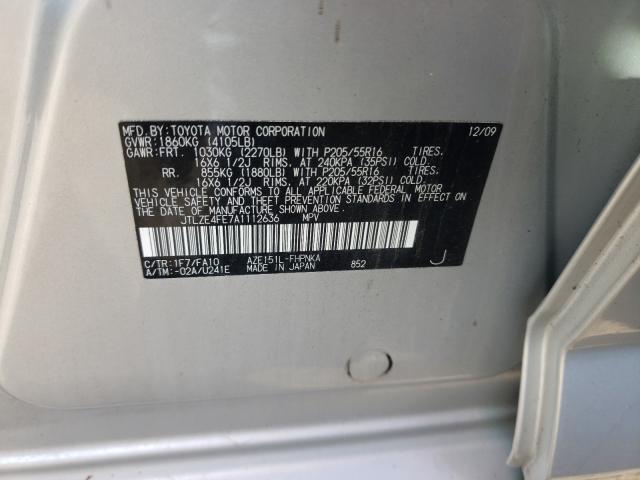 MFD.BY:TOYOTA MOTOR CORPORATION 12/09
GVWR:1860KG (4105LB)
GAWR:FRT. 1030KG (2270LB) WITH P205/55R16 TIRES,
16X6 1/2J RIMS, AT 240KPA (35PSI) COLD.
RR. 855KG (1880LB) WITH P205/55R16 TIRES,
16X6 1/2J RIMS, AT 220KPA (32PSI) COLD.
THIS VEHICLE CONFORMS TO ALL APPLICABLE FEDERAL MOTOR
VEHICLE SAFETY AND THEFT PREVENTION STANDARDS IN EFFECT ON
THE DATE OF MANUFACTURE SHOWN ABOVE.
JTLZE4FE7A1112636 MPV
C/TR:1F7/FA10 AZE151L-FHPNKA
A/TM:-02A/U241E MADE IN JAPAN 852 J